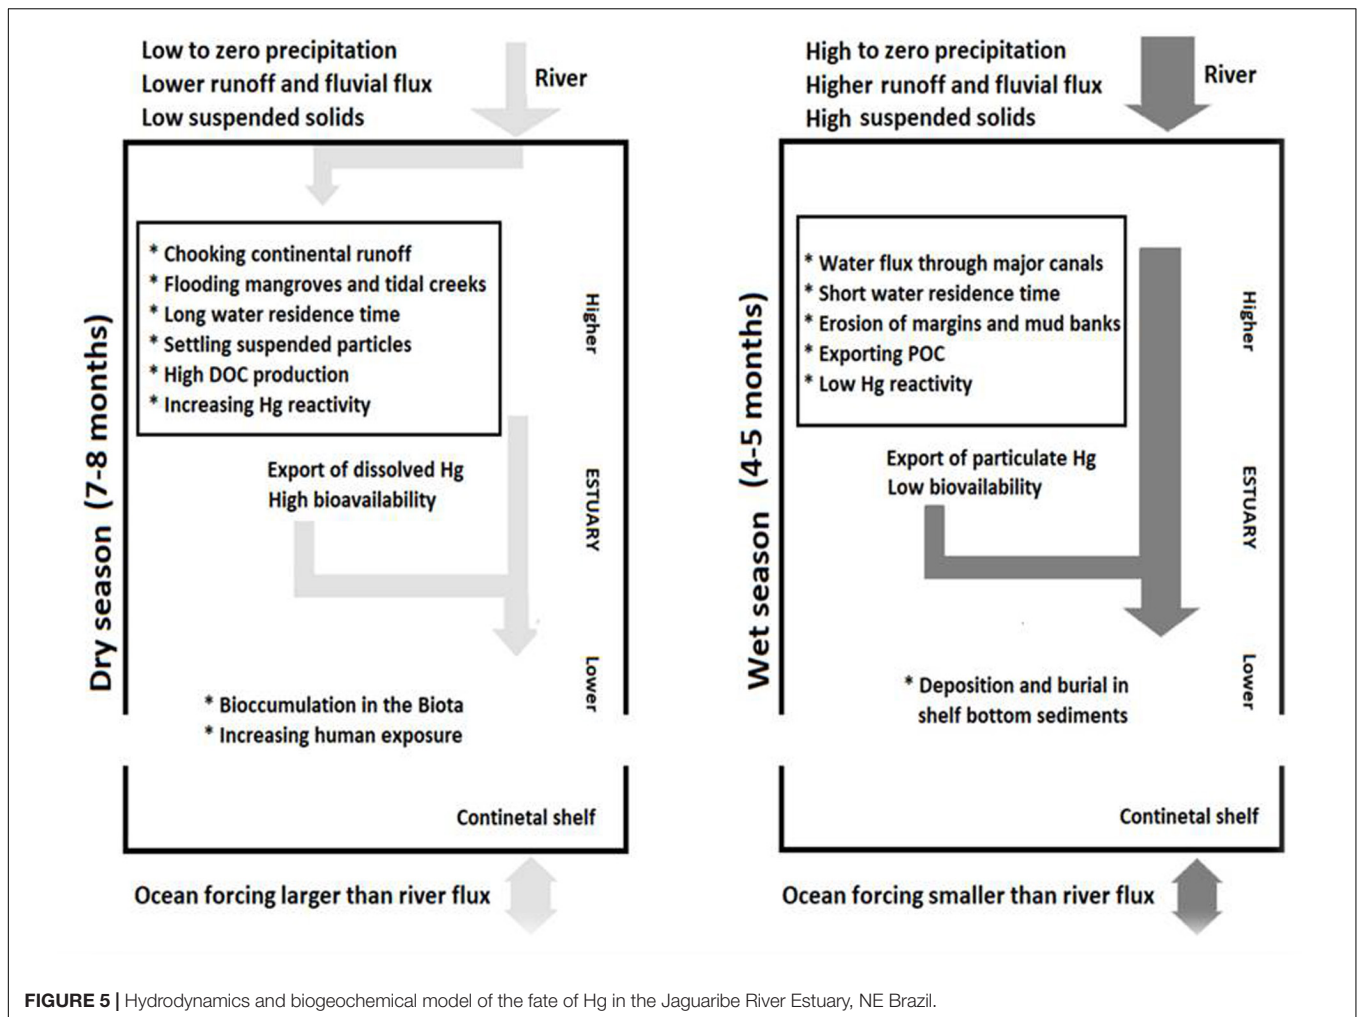 Low to zero precipitation
Lower runoff and fluvial flux
Low suspended solids
River
Dry season (7-8 months)
* Chooking continental runoff
* Flooding mangroves and tidal creeks
* Long water residence time
* Settling suspended particles
* High DOC production
* Increasing Hg reactivity
Higher
Export of dissolved Hg
High bioavailability
ESTUARY
Lower
* Bioccumulation in the Biota
* Increasing human exposure
Continetal shelf
Ocean forcing larger than river flux
High to zero precipitation
Higher runoff and fluvial flux
High suspended solids
River
Wet season (4-5 months)
* Water flux through major canals
* Short water residence time
* Erosion of margins and mud banks
* Exporting POC
* Low Hg reactivity
Higher
Export of particulate Hg
Low biovailability
ESTUARY
Lower
* Deposition and burial in
shelf bottom sediments
Continetal shelf
Ocean forcing smaller than river flux
FIGURE 5 | Hydrodynamics and biogeochemical model of the fate of Hg in the Jaguaribe River Estuary, NE Brazil.